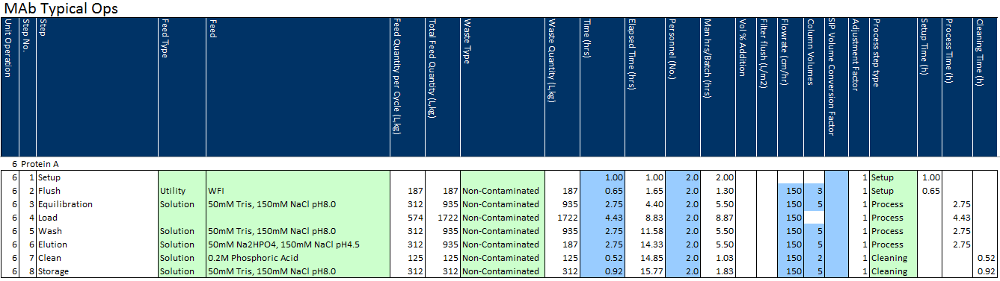 MAb Typical Ops
Unit Operation Step No. Step Feed Type Feed Feed Quantity per Cycle (L,kg) Total Feed Quantity (L,kg) Waste Type Waste Quantity (L,kg) Time (hrs) Elapsed Time (hrs) Personnel (No.) Man hrs/Batch (hrs) Vol % Addition Filter flush (L/m2) Flowrate (cm/hr) Column Volumes SIP Volume Conversion Factor Adjustment Factor Process step type Setup Time (h) Process Time (h) Cleaning Time (h)
6 Protein A
6 1 Setup 1.00 1.00 2.0 2.00 1 Setup 1.00
6 2 Flush Utility WFI 187 187 Non-Contaminated 187 0.65 1.65 2.0 1.30 150 3 1 Setup 0.65
6 3 Equilibration Solution 50mM Tris, 150mM NaCl pH8.0 312 935 Non-Contaminated 935 2.75 4.40 2.0 5.50 150 5 1 Process 2.75
6 4 Load 574 1722 Non-Contaminated 1722 4.43 8.83 2.0 8.87 150 1 Process 4.43
6 5 Wash Solution 50mM Tris, 150mM NaCl pH8.0 312 935 Non-Contaminated 935 2.75 11.58 2.0 5.50 150 5 1 Process 2.75
6 6 Elution Solution 50mM Na2HPO4, 150mM NaCl pH4.5 312 935 Non-Contaminated 187 2.75 14.33 2.0 5.50 150 5 1 Process 2.75
6 7 Clean Solution 0.2M Phosphoric Acid 125 125 Non-Contaminated 125 0.52 14.85 2.0 1.03 150 2 1 Cleaning 0.52
6 8 Storage Solution 50mM Tris, 150mM NaCl pH8.0 312 312 Non-Contaminated 312 0.92 15.77 2.0 1.83 150 5 1 Cleaning 0.92